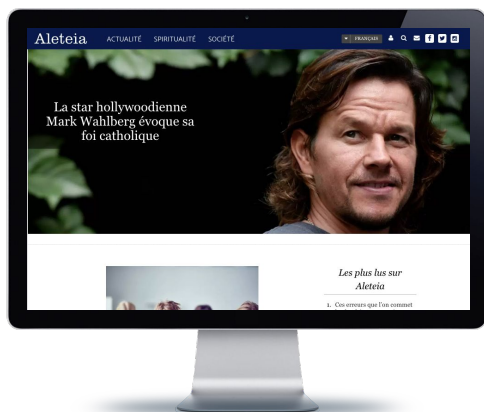 Aleteia
ACTUALITÉ SPIRITUALITÉ SOCIÉTÉ
FRANÇAIS
La star hollywoodienne
Mark Wahlberg évoque sa
foi catholique
Les plus lus sur
Aleteia
1. Ces erreurs que l'on commet